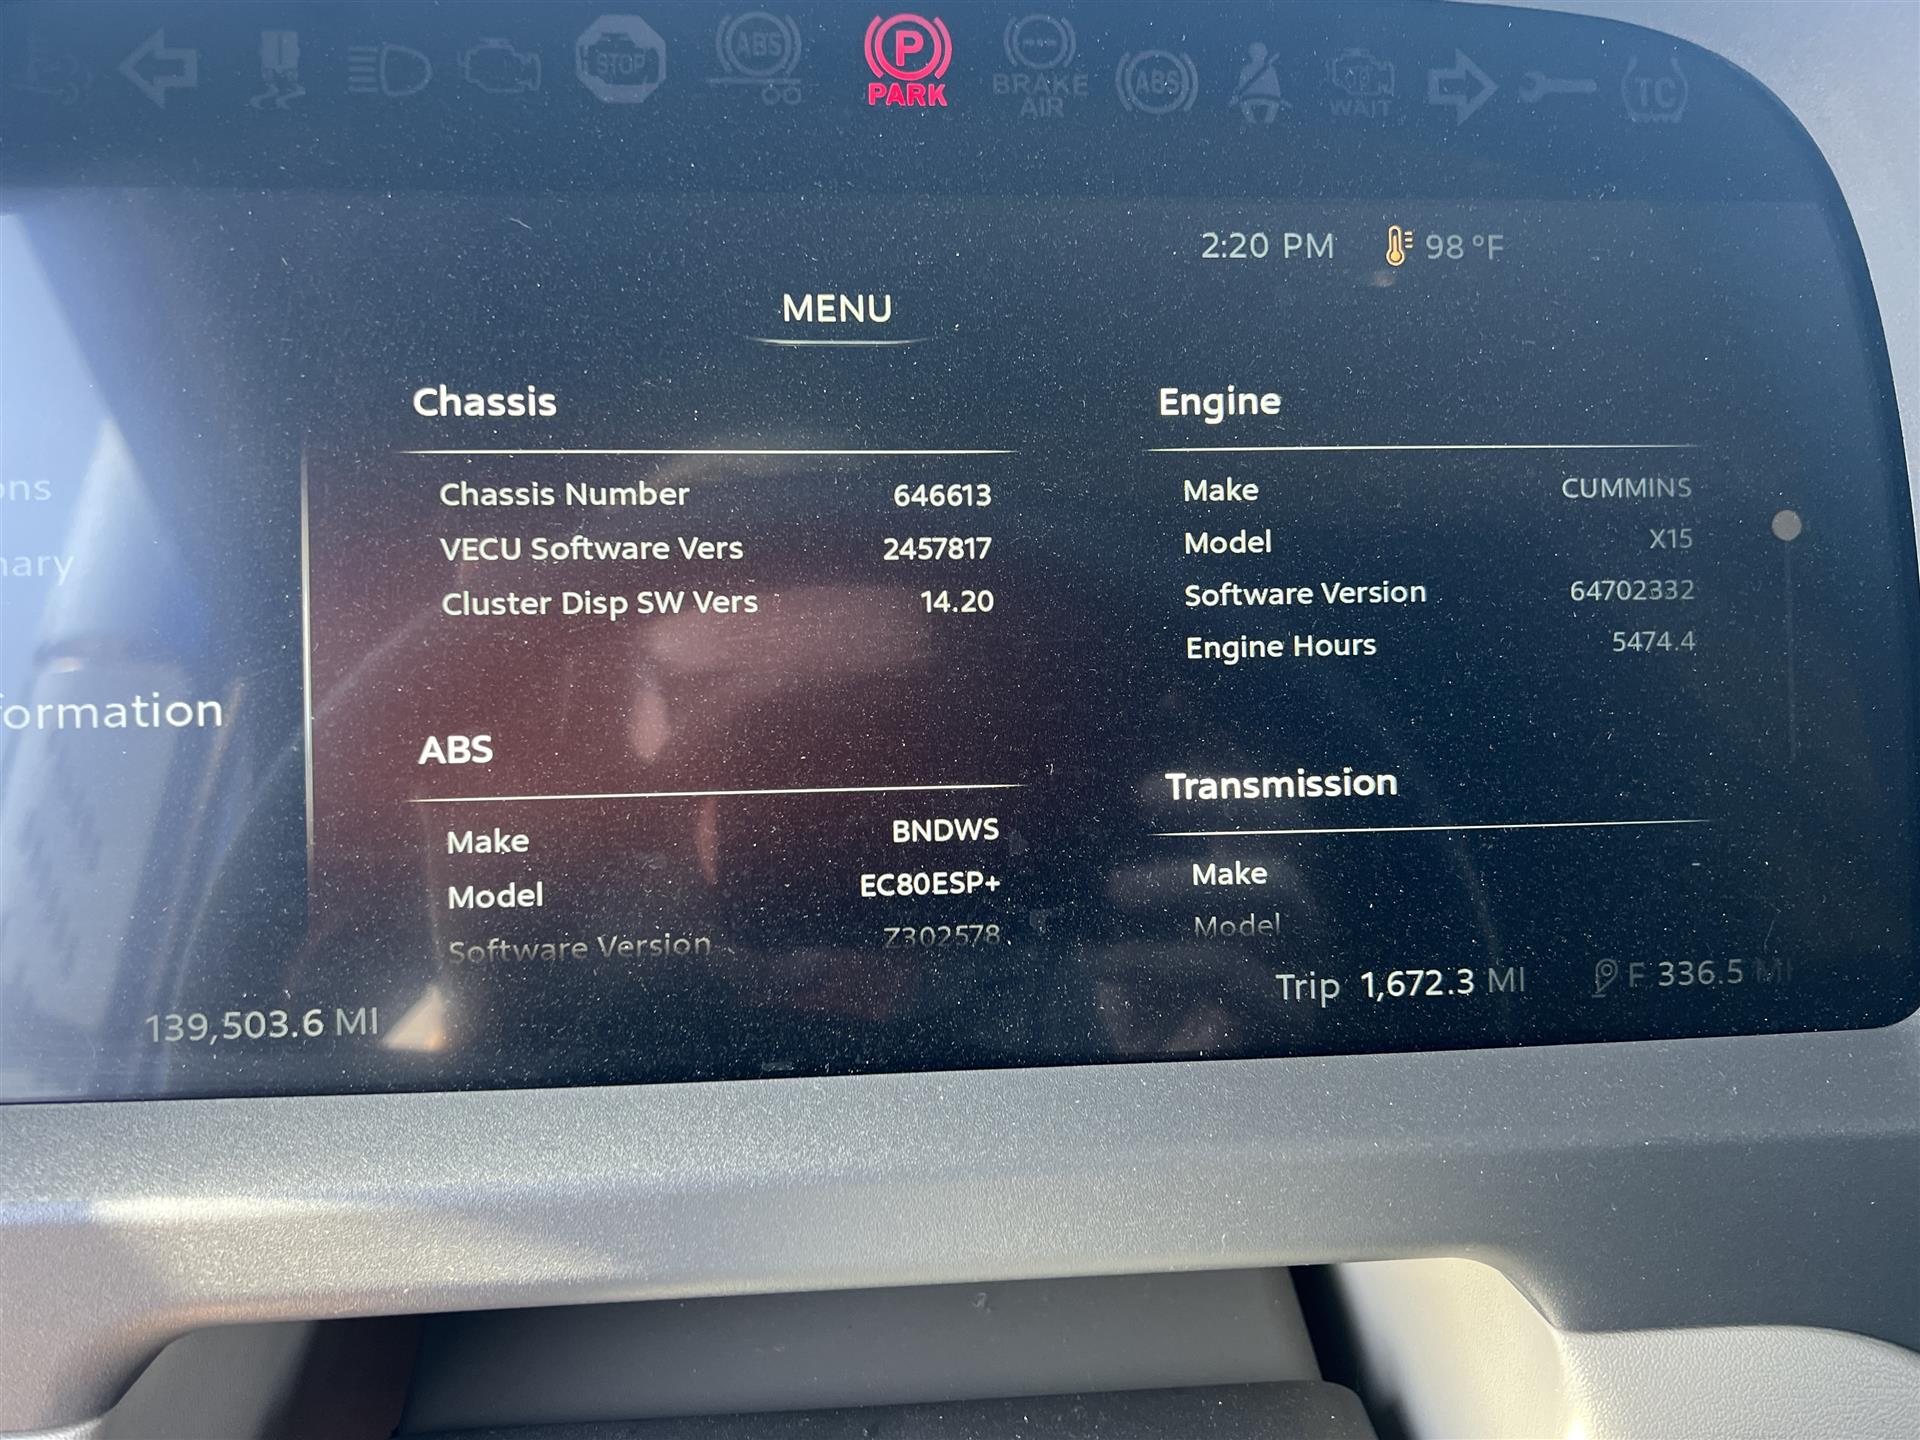 STOP
ABS
P
PARK
BRAKE
AIR
ABS
WAIT
TC
2:20 PM
98 °F
MENU
Chassis
Chassis Number 646613
VECU Software Vers 2457817
Cluster Disp SW Vers 14.20
Engine
Make CUMMINS
Model X15
Software Version 64702332
Engine Hours 5474.4
ons
mary
formation
ABS
Make BNDWS
Model EC80ESP+
Software Version Z302578
Transmission
Make -
Model
Trip 1,672.3 MI
F 336.5 MI
139,503.6 MI